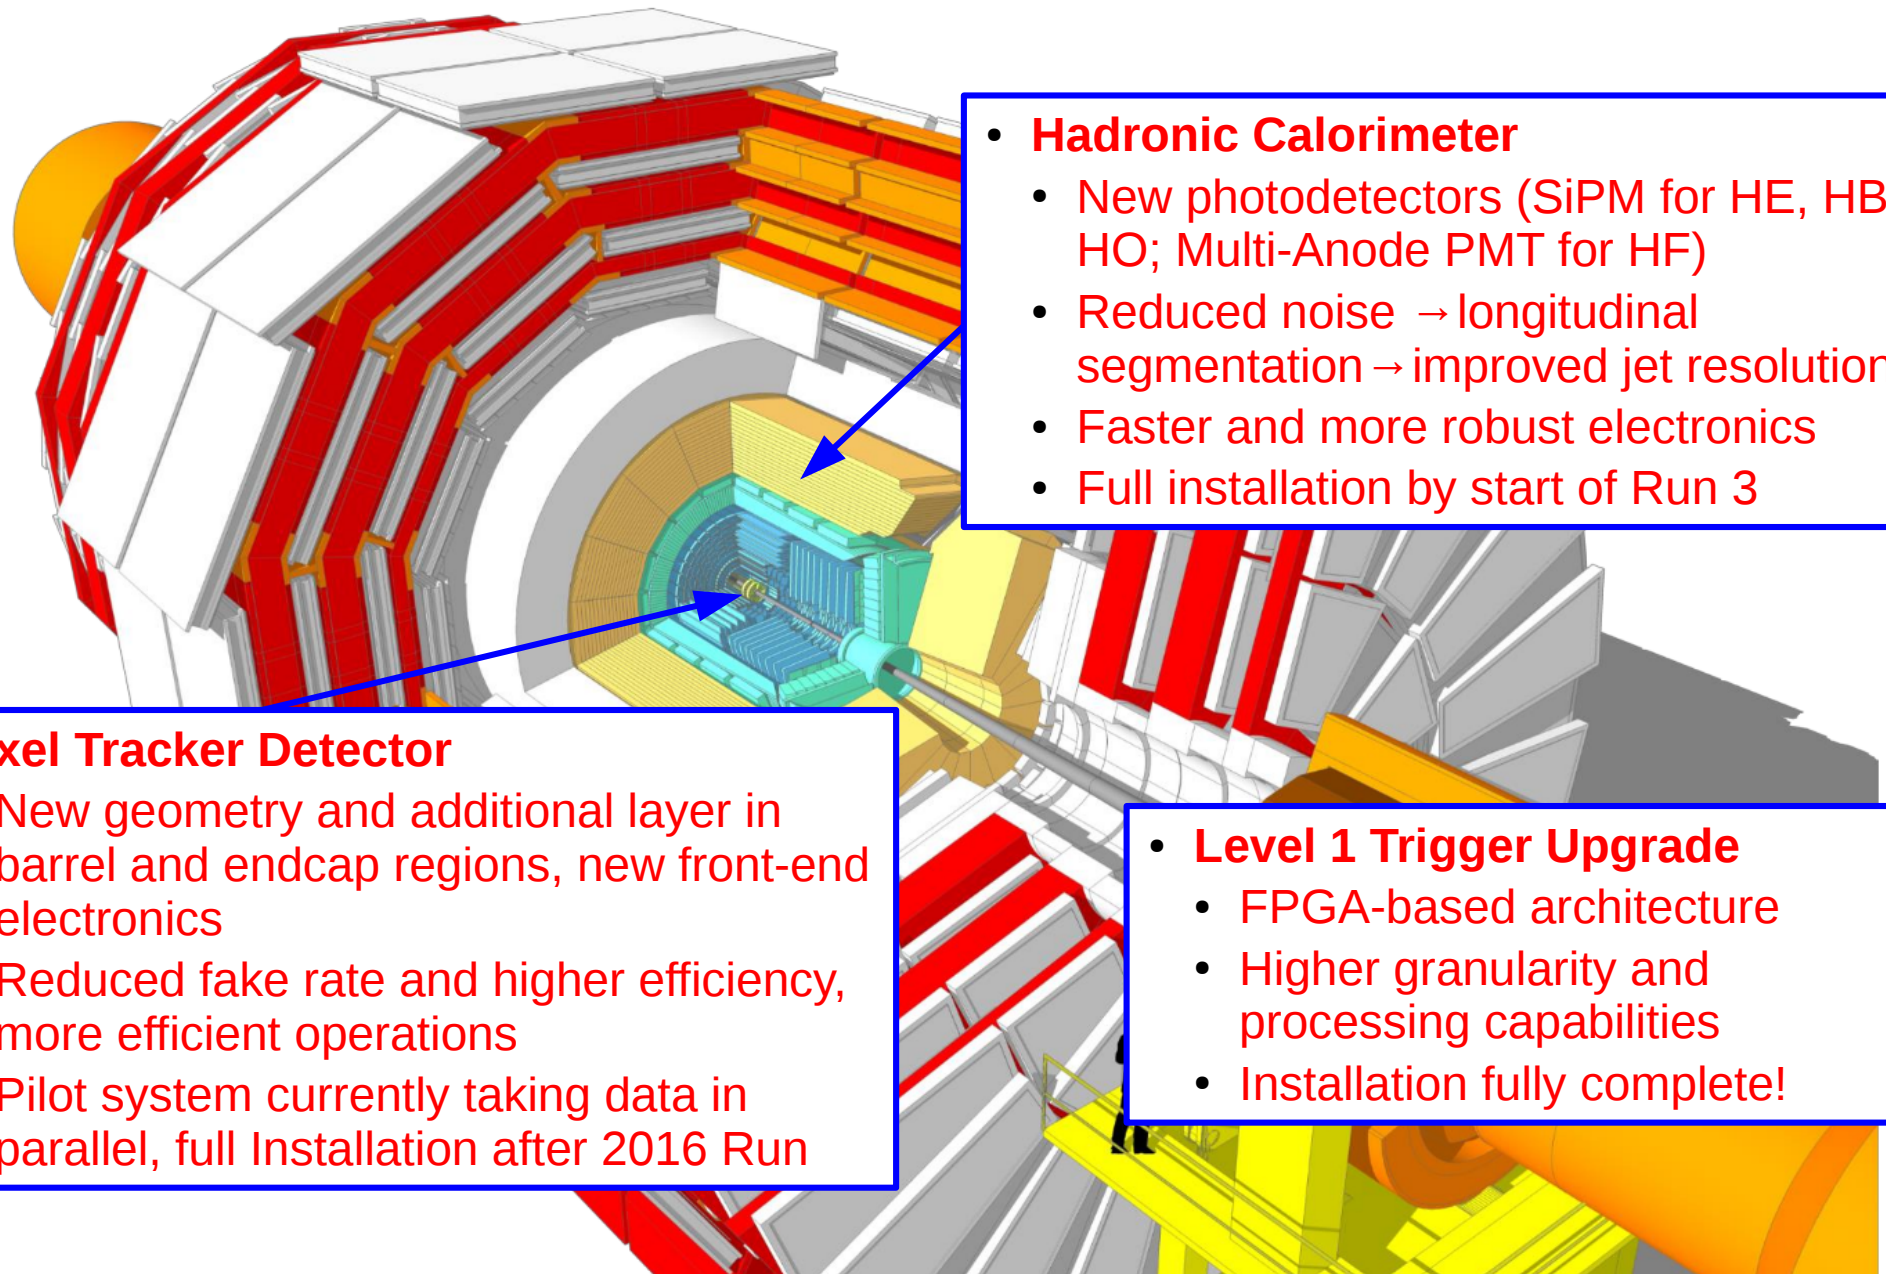 • Hadronic Calorimeter
• New photodetectors (SiPM for HE, HB
HO; Multi-Anode PMT for HF)
• Reduced noise →longitudinal
segmentation→improved jet resolution
• Faster and more robust electronics
• Full installation by start of Run 3
xel Tracker Detector
New geometry and additional layer in
barrel and endcap regions, new front-end
electronics
Reduced fake rate and higher efficiency,
more efficient operations
Pilot system currently taking data in
parallel, full Installation after 2016 Run
• Level 1 Trigger Upgrade
• FPGA-based architecture
• Higher granularity and
processing capabilities
• Installation fully complete!